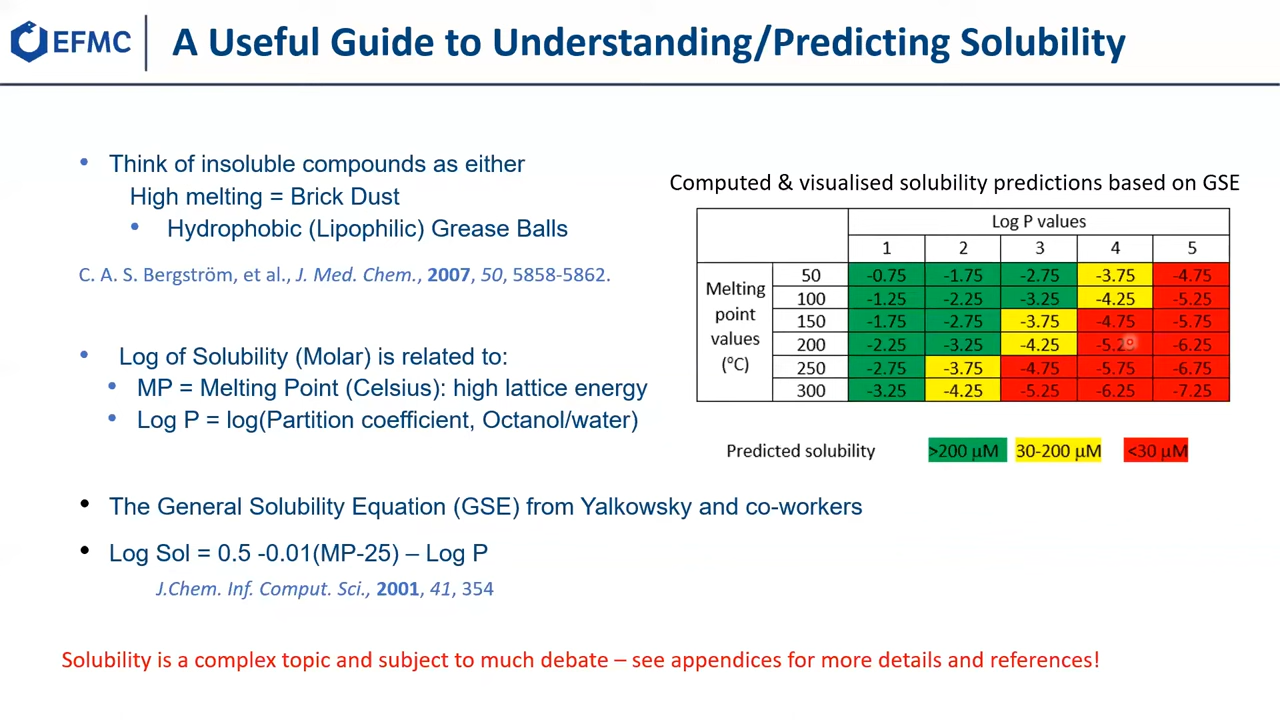 EFMC
A Useful Guide to Understanding/Predicting Solubility
• Think of insoluble compounds as either
High melting = Brick Dust
• Hydrophobic (Lipophilic) Grease Balls
C. A. S. Bergström, et al., J. Med. Chem., 2007, 50, 5858-5862.
• Log of Solubility (Molar) is related to:
• MP = Melting Point (Celsius): high lattice energy
• Log P = log(Partition coefficient, Octanol/water)
Computed & visualised solubility predictions based on GSE
Log P values
1 2 3 4 5
Melting point values (⁰C)
50 -0.75 -1.75 -2.75 -3.75 -4.75
100 -1.25 -2.25 -3.25 -4.25 -5.25
150 -1.75 -2.75 -3.75 -4.75 -5.75
200 -2.25 -3.25 -4.25 -5.25 -6.25
250 -2.75 -3.75 -4.75 -5.75 -6.75
300 -3.25 -4.25 -5.25 -6.25 -7.25
Predicted solubility >200 µM 30-200 µM <30 µM
• The General Solubility Equation (GSE) from Yalkowsky and co-workers
• Log Sol = 0.5 -0.01(MP-25) – Log P
J.Chem. Inf. Comput. Sci., 2001, 41, 354
Solubility is a complex topic and subject to much debate – see appendices for more details and references!